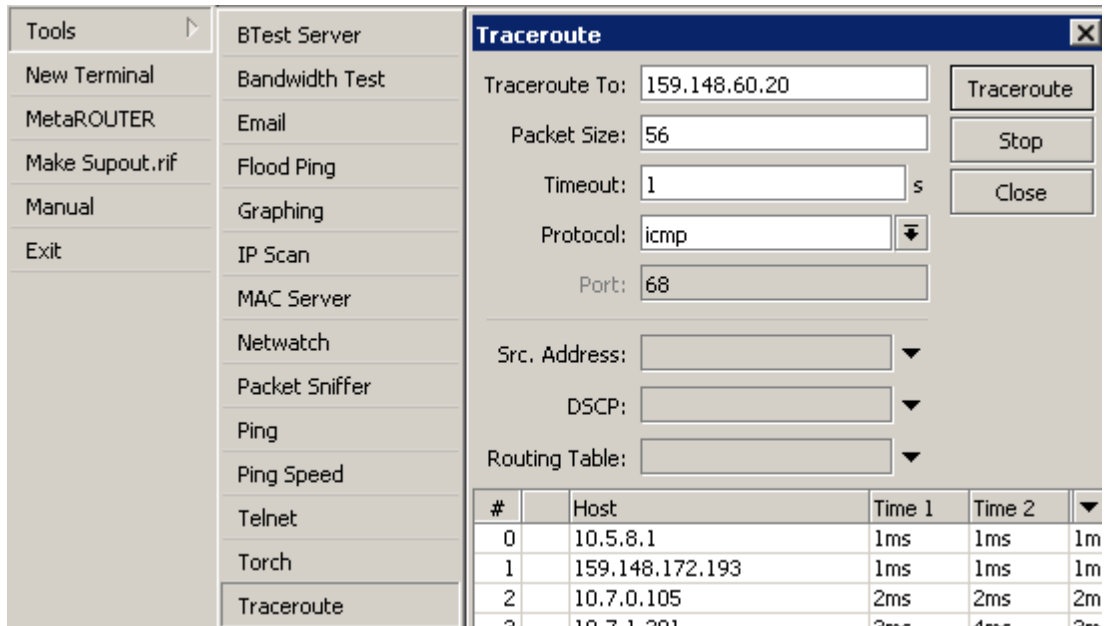 Tools
New Terminal
MetaROUTER
Make Supout.rif
Manual
Exit
BTest Server
Bandwidth Test
Email
Flood Ping
Graphing
IP Scan
MAC Server
Netwatch
Packet Sniffer
Ping
Ping Speed
Telnet
Torch
Traceroute
Traceroute
Traceroute To: 159.148.60.20
Packet Size: 56
Timeout: 1 s
Protocol: icmp
Port: 68
Src. Address:
DSCP:
Routing Table:
Traceroute
Stop
Close
# Host Time 1 Time 2
0 10.5.8.1 1ms 1ms 1m
1 159.148.172.193 1ms 1ms 1m
2 10.7.0.105 2ms 2ms 2m